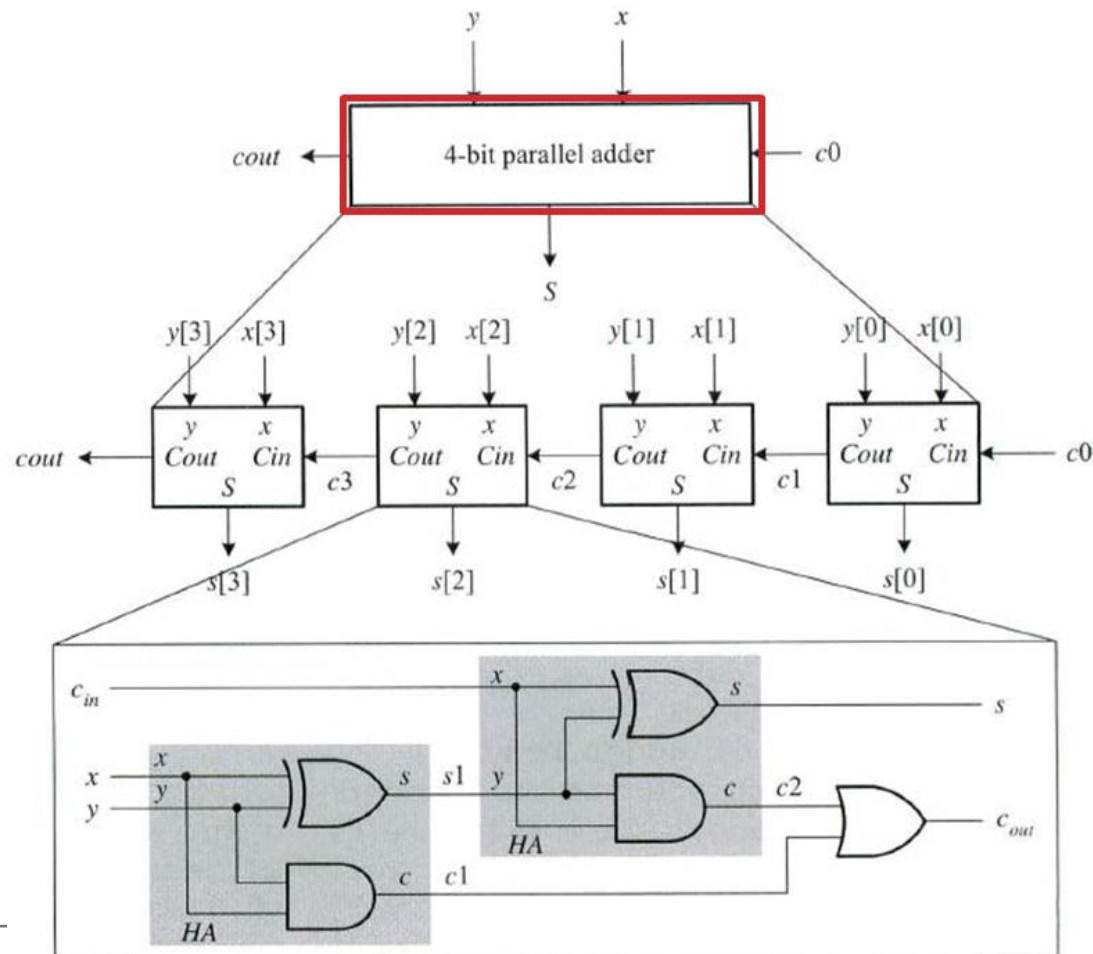 y x
cout 4-bit parallel adder c0
S
y[3] x[3] y[2] x[2] y[1] x[1] y[0] x[0]
y x y x y x y x
cout Cout Cin Cout Cin Cout Cin Cout Cin c0
S c3 S c2 S c1 S
s[3] s[2] s[1] s[0]
c_in x s s
x x s s1 y c c2
y y c_out
HA
c c1
HA